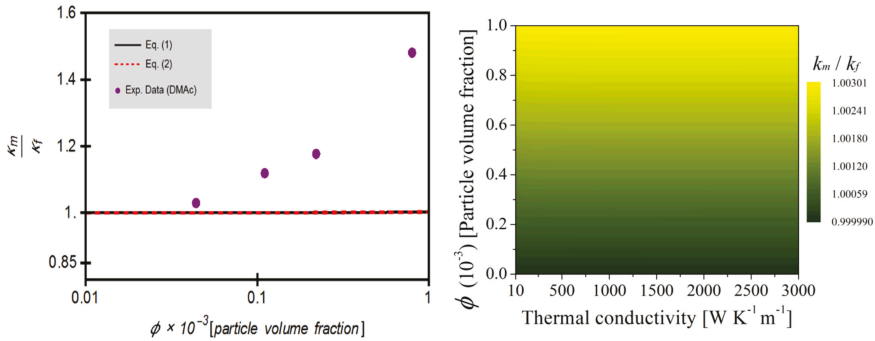 1.6
1.4
1.2
1.
0.85
κm
κf
Eq. (1)
Eq. (2)
Exp. Data (DMAc)
0.01
0.1
1
ϕ × 10⁻³[particle volume fraction]
ϕ (10⁻³) [Particle volume fraction]
1.0
0.8
0.6
0.4
0.2
0.0
10 500 1000 1500 2000 2500 3000
Thermal conductivity [W K⁻¹ m⁻¹]
km / kf
1.00301
1.00241
1.00180
1.00120
1.00059
0.999990